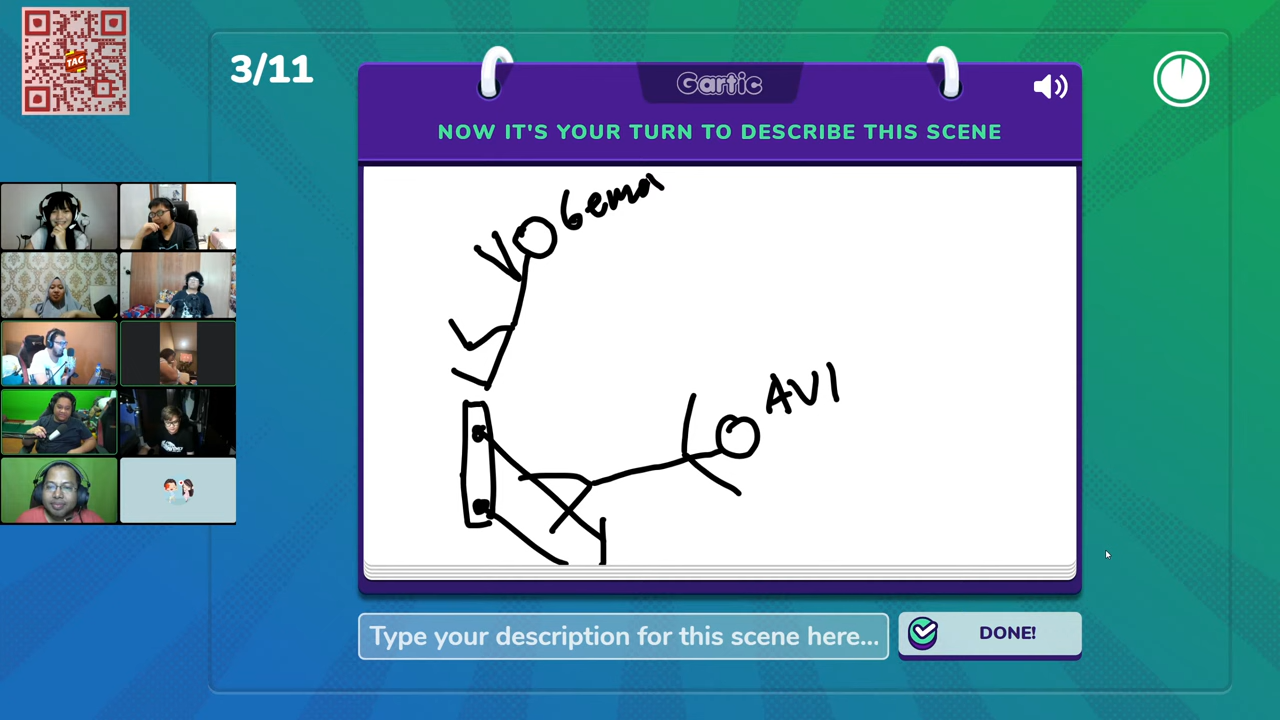 TAG
3/11
Gartic
NOW IT'S YOUR TURN TO DESCRIBE THIS SCENE
Gema
AVI
Type your description for this scene here...
DONE!